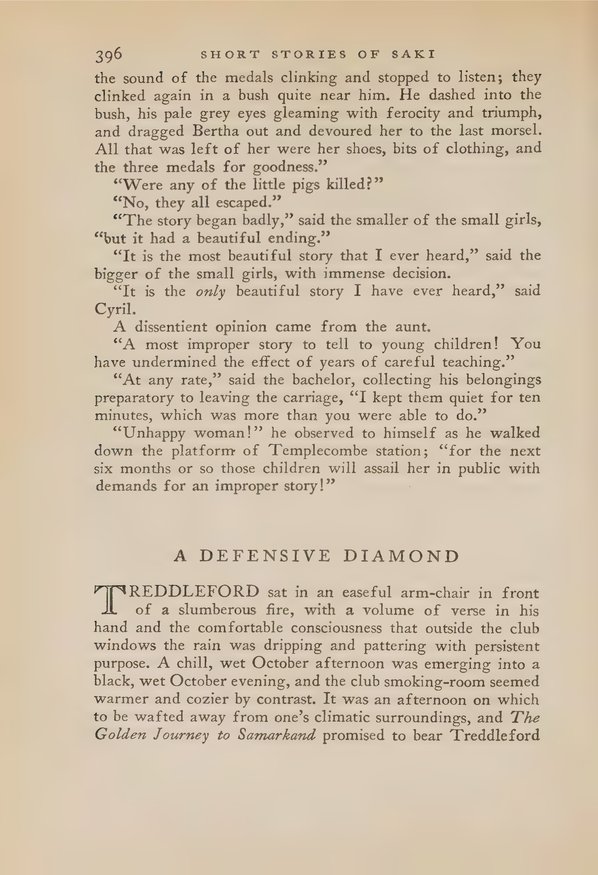 396 SHORT STORIES OF SAKI
the sound of the medals clinking and stopped to listen; they
clinked again in a bush quite near him. He dashed into the
bush, his pale grey eyes gleaming with ferocity and triumph,
and dragged Bertha out and devoured her to the last morsel.
All that was left of her were her shoes, bits of clothing, and
the three medals for goodness.”
“Were any of the little pigs killed?”
“No, they all escaped.”
“The story began badly,” said the smaller of the small girls,
“but it had a beautiful ending.”
“It is the most beautiful story that I ever heard,” said the
bigger of the small girls, with immense decision.
“It is the only beautiful story I have ever heard,” said
Cyril.
A dissentient opinion came from the aunt.
“A most improper story to tell to young children! You
have undermined the effect of years of careful teaching.”
“At any rate,” said the bachelor, collecting his belongings
preparatory to leaving the carriage, “I kept them quiet for ten
minutes, which was more than you were able to do.”
“Unhappy woman!” he observed to himself as he walked
down the platform of Templecombe station; “for the next
six months or so those children will assail her in public with
demands for an improper story!”
A DEFENSIVE DIAMOND
TREDDLEFORD sat in an easeful arm-chair in front
of a slumberous fire, with a volume of verse in his
hand and the comfortable consciousness that outside the club
windows the rain was dripping and pattering with persistent
purpose. A chill, wet October afternoon was emerging into a
black, wet October evening, and the club smoking-room seemed
warmer and cozier by contrast. It was an afternoon on which
to be wafted away from one’s climatic surroundings, and The
Golden Journey to Samarkand promised to bear Treddleford